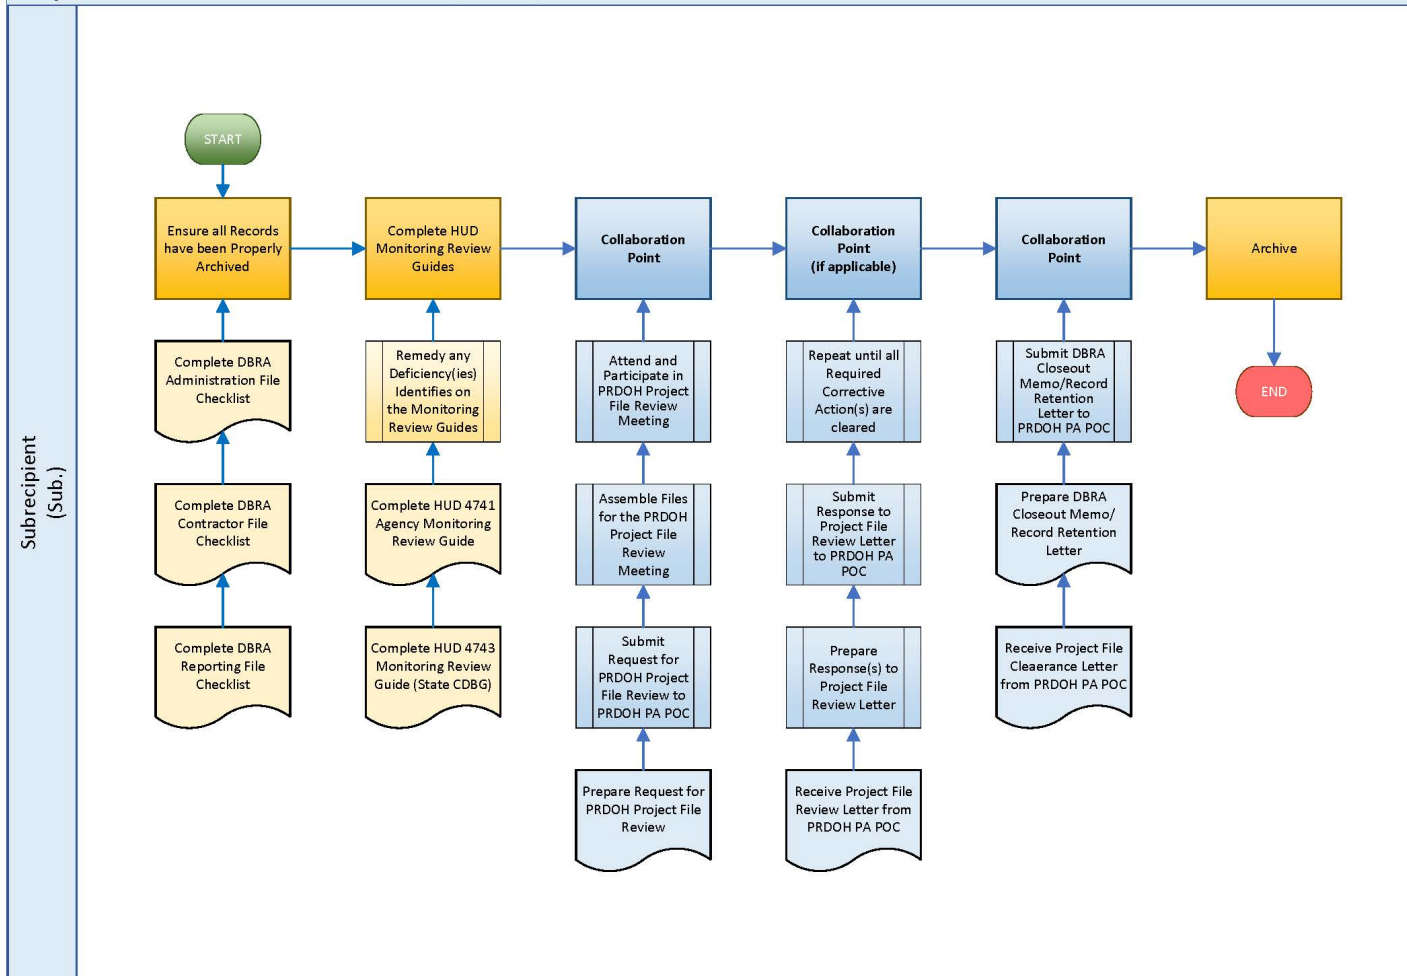 START
Ensure all Records
have been Properly
Archived
Complete HUD
Monitoring Review
Guides
Collaboration
Point
Collaboration
Point
(if applicable)
Collaboration
Point
Archive
END
Complete DBRA
Administration File
Checklist
Remedy any
Deficiency(ies)
Identifies on
the Monitoring
Review Guides
Attend and
Participate in
PRDOH Project
File Review
Meeting
Repeat until all
Required
Corrective
Action(s) are
cleared
Submit DBRA
Closeout
Memo/Record
Retention
Letter to
PRDOH PA POC
Complete DBRA
Contractor File
Checklist
Complete HUD 4741
Agency Monitoring
Review Guide
Assemble Files
for the PRDOH
Project File
Review
Meeting
Submit
Response to
Project File
Review Letter
to PRDOH PA
POC
Prepare DBRA
Closeout Memo/
Record Retention
Letter
Complete DBRA
Reporting File
Checklist
Complete HUD 4743
Monitoring Review
Guide (State CDBG)
Submit
Request for
PRDOH Project
File Review to
PRDOH PA POC
Prepare
Response(s) to
Project File
Review Letter
Receive Project File
Cleaerance Letter
from PRDOH PA POC
Prepare Request for
PRDOH Project File
Review
Receive Project File
Review Letter from
PRDOH PA POC
Subrecipient
(Sub.)